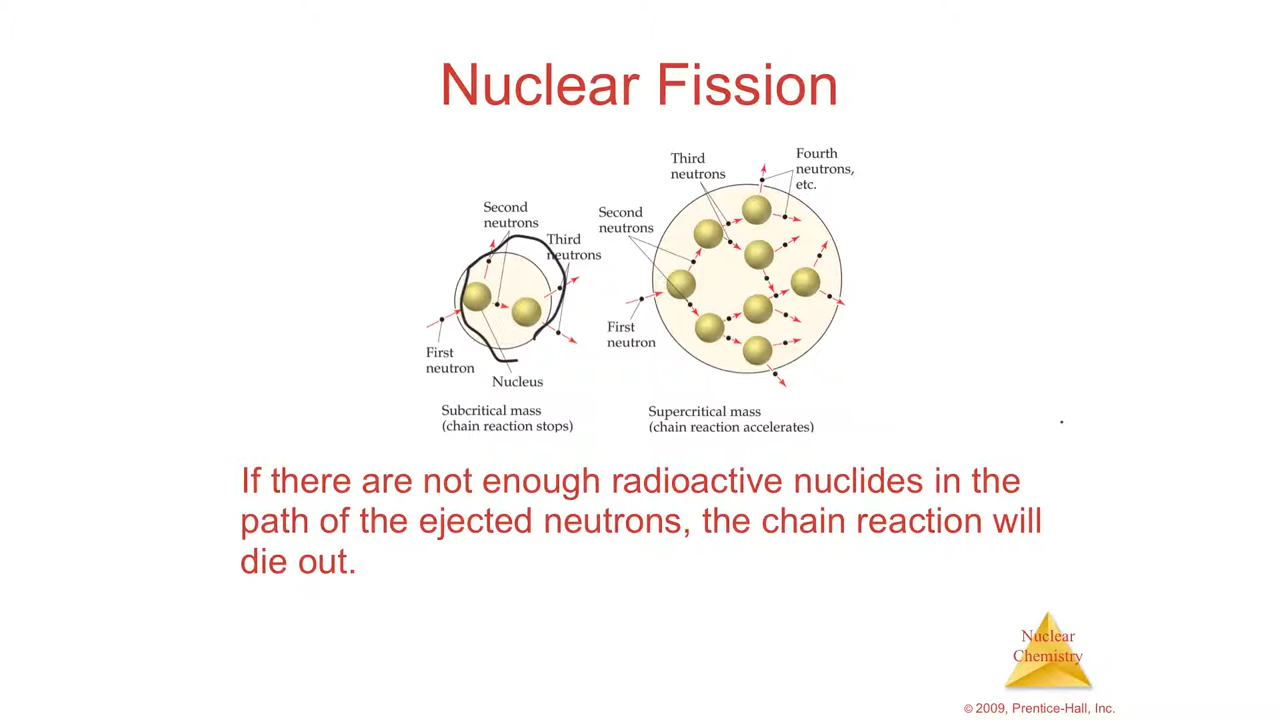 Nuclear Fission
Second
neutrons
Third
neutrons
First
neutron
Nucleus
Subcritical mass
(chain reaction stops)
Third
neutrons
Fourth
neutrons,
etc.
Second
neutrons
First
neutron
Supercritical mass
(chain reaction accelerates)
If there are not enough radioactive nuclides in the
path of the ejected neutrons, the chain reaction will
die out.
Nuclear
Chemistry
© 2009, Prentice-Hall, Inc.